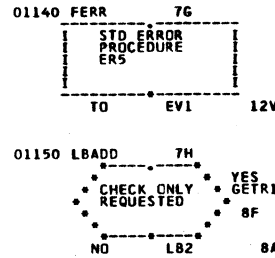 01140 FERR 7G
STD ERROR
PROCEDURE
ER5
TO EV1 12V
01150 LBADD 7H
YES
CHECK ONLY GETR1
REQUESTED
8F
NO LB2 8A